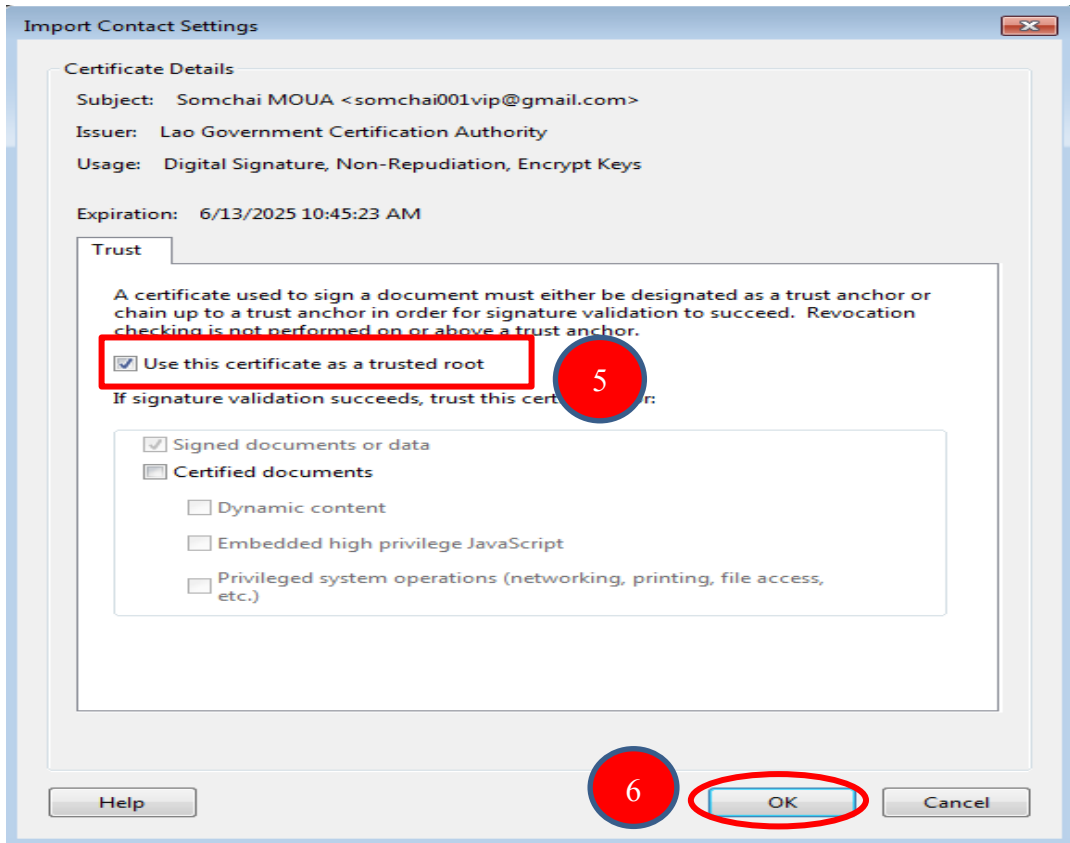 Import Contact Settings
Certificate Details
Subject: Somchai MOUA <somchai001vip@gmail.com>
Issuer: Lao Government Certification Authority
Usage: Digital Signature, Non-Repudiation, Encrypt Keys
Expiration: 6/13/2025 10:45:23 AM
Trust
A certificate used to sign a document must either be designated as a trust anchor or
chain up to a trust anchor in order for signature validation to succeed. Revocation
checking is not performed on or above a trust anchor.
Use this certificate as a trusted root
5
If signature validation succeeds, trust this
Signed documents or data
Certified documents
Dynamic content
Embedded high privilege JavaScript
Privileged system operations (networking, printing, file access,
etc.)
6
Help OK Cancel